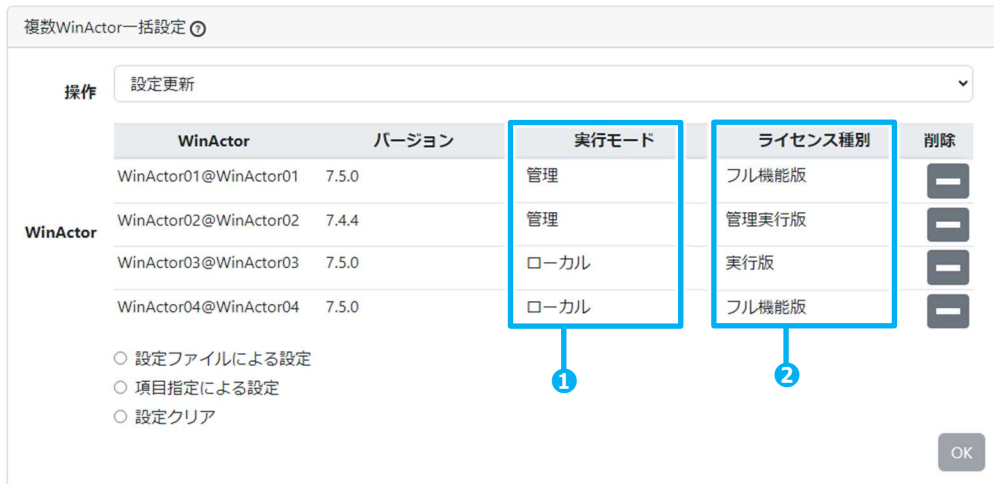 複数WinActor一括設定 ?
操作 設定更新
WinActor バージョン 実行モード ライセンス種別 削除
WinActor01@WinActor01 7.5.0 管理 フル機能版
WinActor02@WinActor02 7.4.4 管理 管理実行版
WinActor
WinActor03@WinActor03 7.5.0 ローカル 実行版
WinActor04@WinActor04 7.5.0 ローカル フル機能版
設定ファイルによる設定
項目指定による設定
設定クリア
1 2
OK